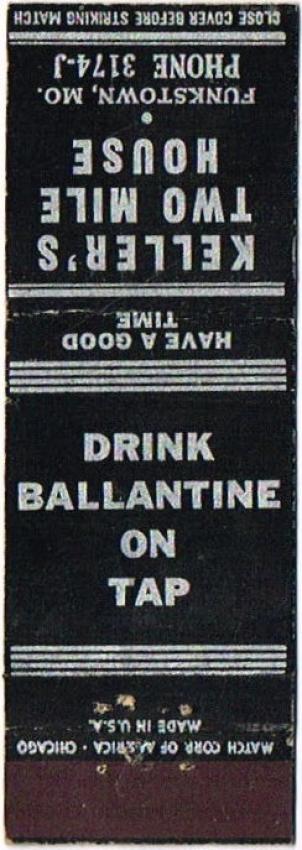 HAVE A GOOD
TIME
KELLER'S
TWO MILE
HOUSE
•
FUNKSTOWN, MO.
PHONE 3174-J
CLOSE COVER BEFORE STRIKING MATCH
DRINK
BALLANTINE
ON
TAP
MATCH CORP. OF AMERICA • CHICAGO
MADE IN U.S.A.